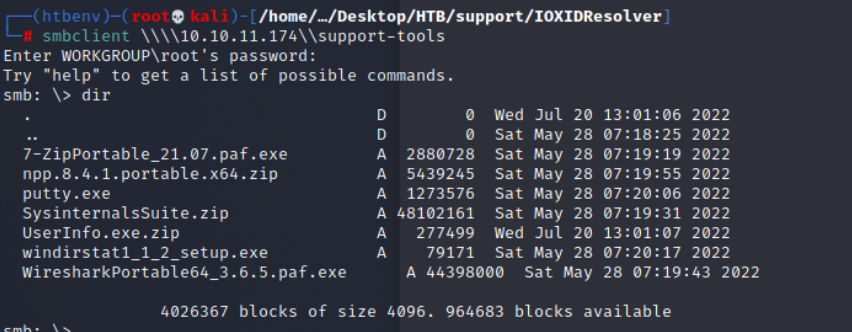 (htbenv)-(root💀kali)-[/home/…/Desktop/HTB/support/IOXIDResolver]
# smbclient \\\\10.10.11.174\\support-tools
Enter WORKGROUP\root's password:
Try "help" to get a list of possible commands.
smb: \> dir
. D 0 Wed Jul 20 13:01:06 2022
.. D 0 Sat May 28 07:18:25 2022
7-ZipPortable_21.07.paf.exe A 2880728 Sat May 28 07:19:19 2022
npp.8.4.1.portable.x64.zip A 5439245 Sat May 28 07:19:55 2022
putty.exe A 1273576 Sat May 28 07:20:06 2022
SysinternalsSuite.zip A 48102161 Sat May 28 07:19:31 2022
UserInfo.exe.zip A 277499 Wed Jul 20 13:01:07 2022
windirstat1_1_2_setup.exe A 79171 Sat May 28 07:20:17 2022
WiresharkPortable64_3.6.5.paf.exe A 44398000 Sat May 28 07:19:43 2022
4026367 blocks of size 4096. 964683 blocks available
smb: \>